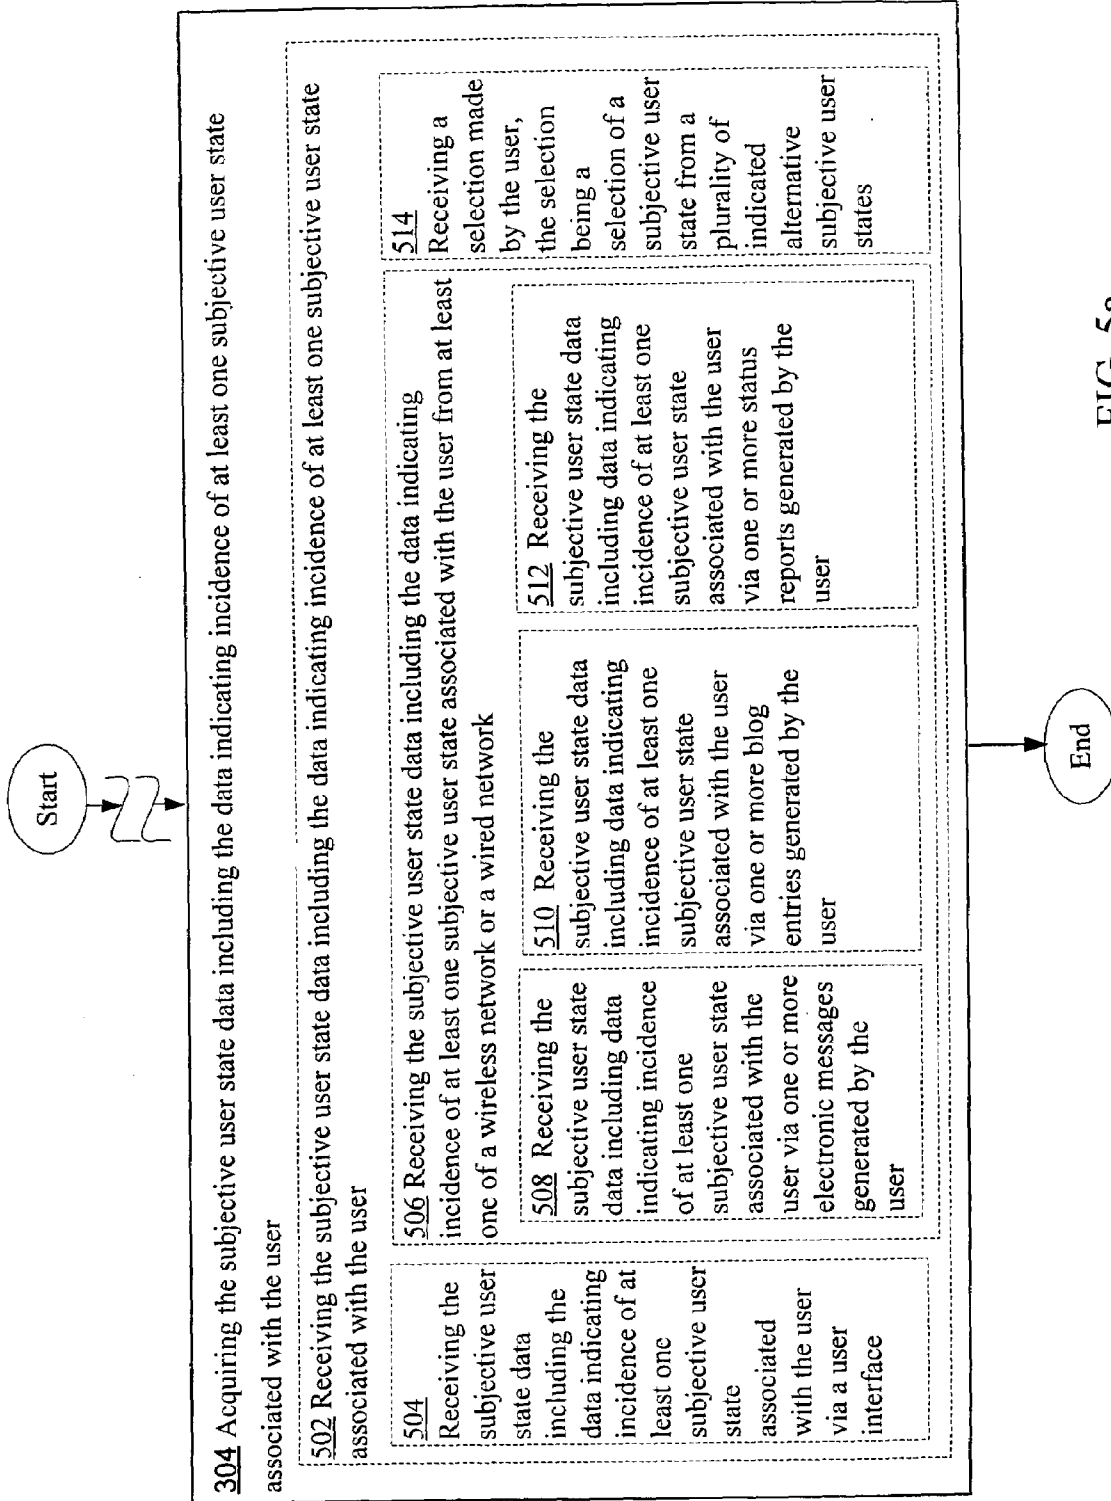 Start
304 Acquiring the subjective user state data including the data indicating incidence of at least one subjective user state
associated with the user
502 Receiving the subjective user state data including the data indicating incidence of at least one subjective user state
associated with the user
504
Receiving the
subjective user
state data
including the
data indicating
incidence of at
least one
subjective user
state
associated
with the user
via a user
interface
506 Receiving the subjective user state data including the data indicating
incidence of at least one subjective user state associated with the user from at least
one of a wireless network or a wired network
508 Receiving the
subjective user state
data including data
indicating incidence
of at least one
subjective user state
associated with the
user via one or more
electronic messages
generated by the
user
510 Receiving the
subjective user state data
including data indicating
incidence of at least one
subjective user state
associated with the user
via one or more blog
entries generated by the
user
512 Receiving the
subjective user state data
including data indicating
incidence of at least one
subjective user state
associated with the user
via one or more status
reports generated by the
user
514
Receiving a
selection made
by the user,
the selection
being a
selection of a
subjective user
state from a
plurality of
indicated
alternative
subjective user
states
End